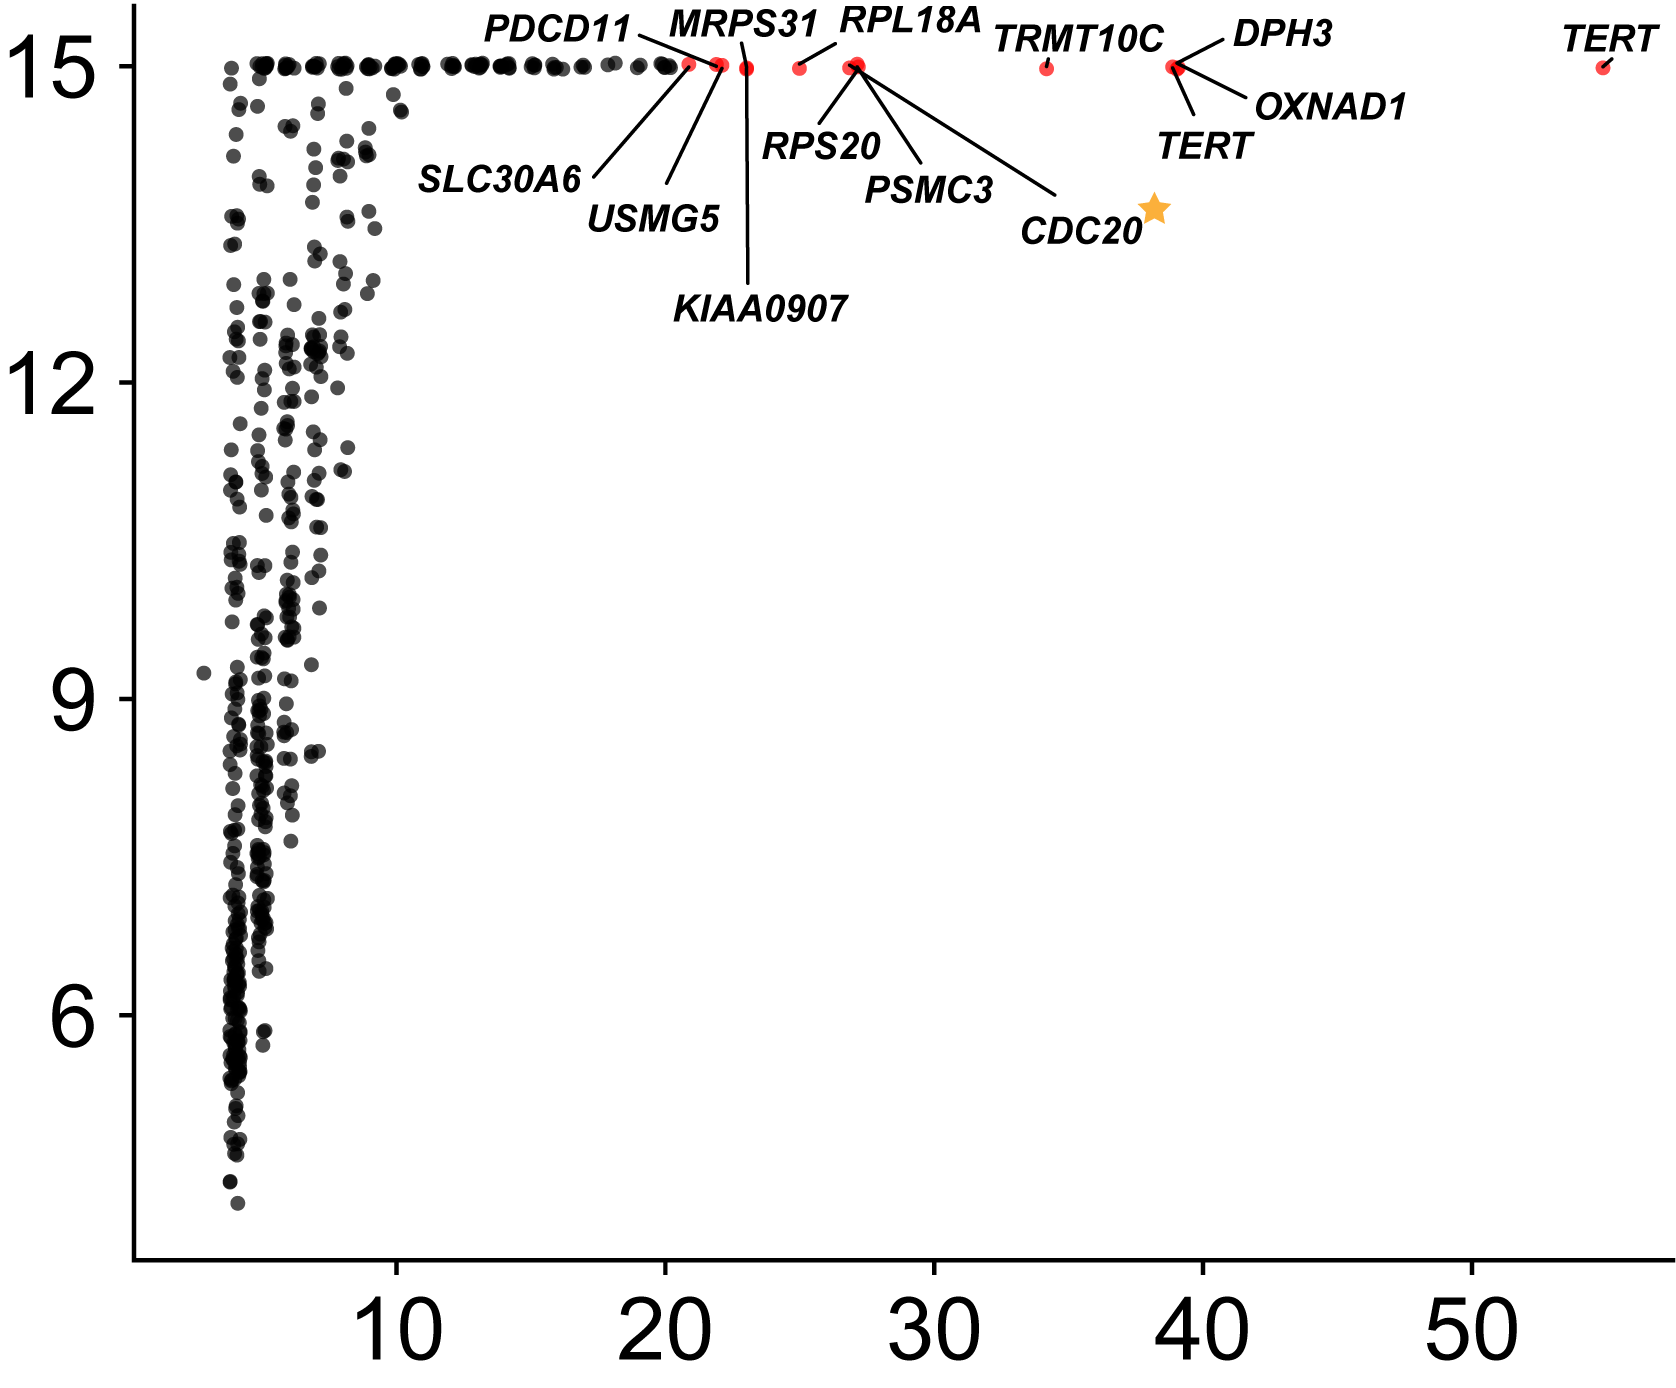 PDCD11
MRPS31
RPL18A
TRMT10C
DPH3
TERT
15
OXNAD1
RPS20
TERT
SLC30A6
PSMC3
USMG5
CDC20
KIAA0907
12
9
6
10
20
30
40
50